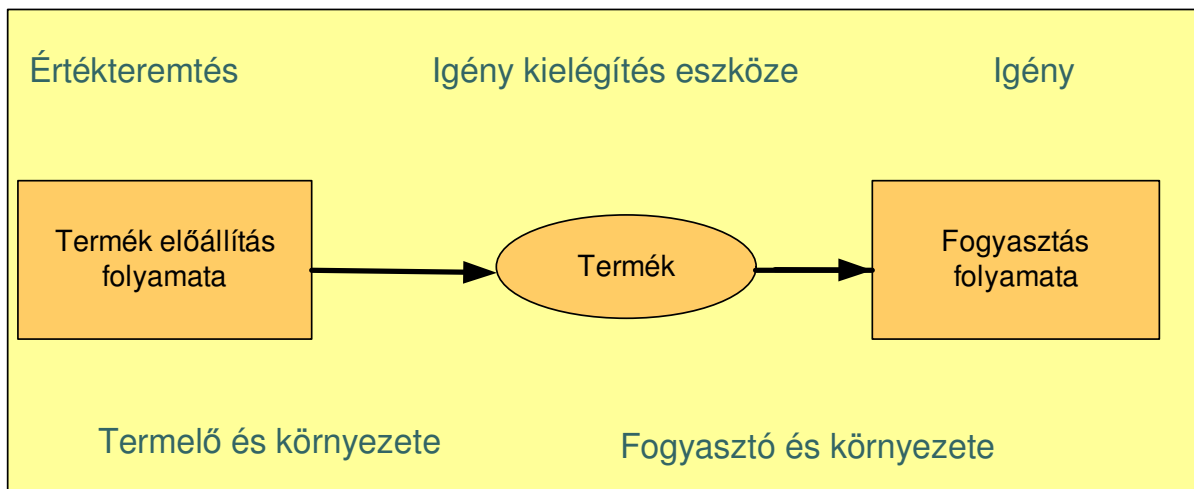 Értékteremtés
Igény kielégítés eszköze
Igény
Termék előállítás
folyamata
Termék
Fogyasztás
folyamata
Termelő és környezete
Fogyasztó és környezete